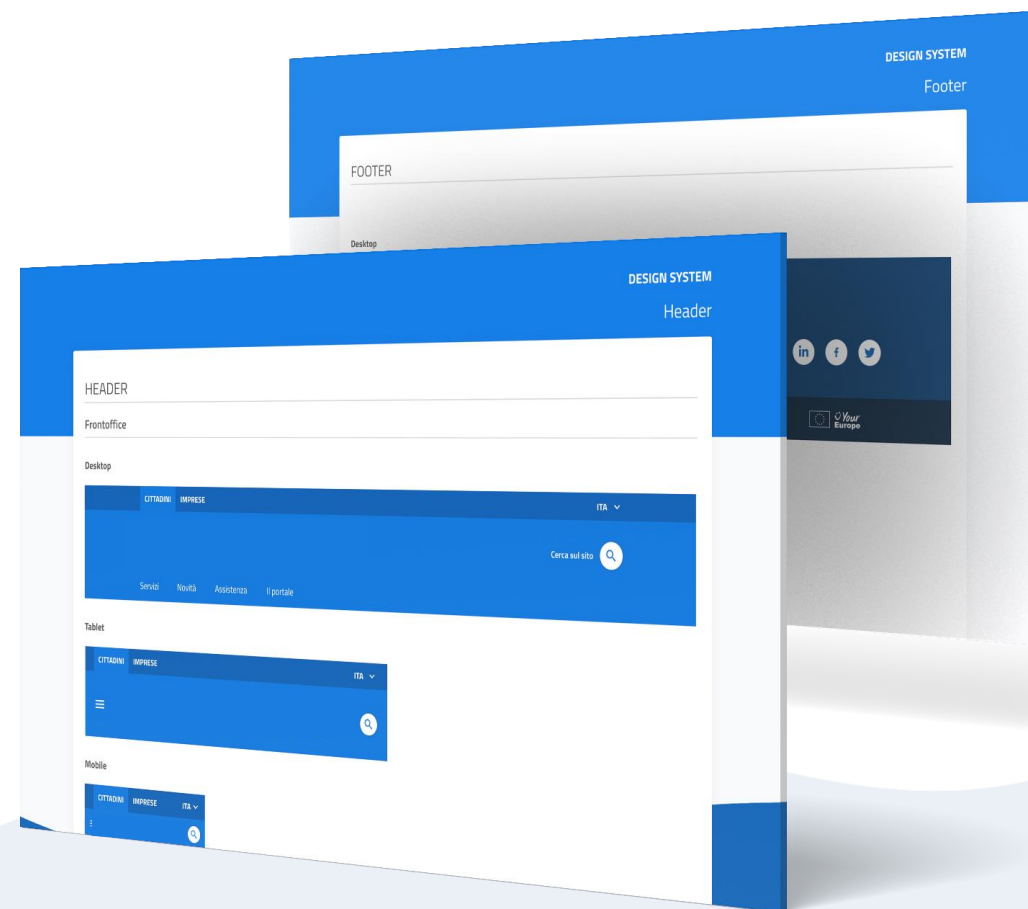 DESIGN SYSTEM
Footer
FOOTER
Desktop
in f
Your
Europe
DESIGN SYSTEM
Header
HEADER
Frontoffice
Desktop
CITTADINI IMPRESE ITA
Cerca sul sito
Servizi Novità Assistenza Il portale
Tablet
CITTADINI IMPRESE ITA
Mobile
CITTADINI IMPRESE ITA